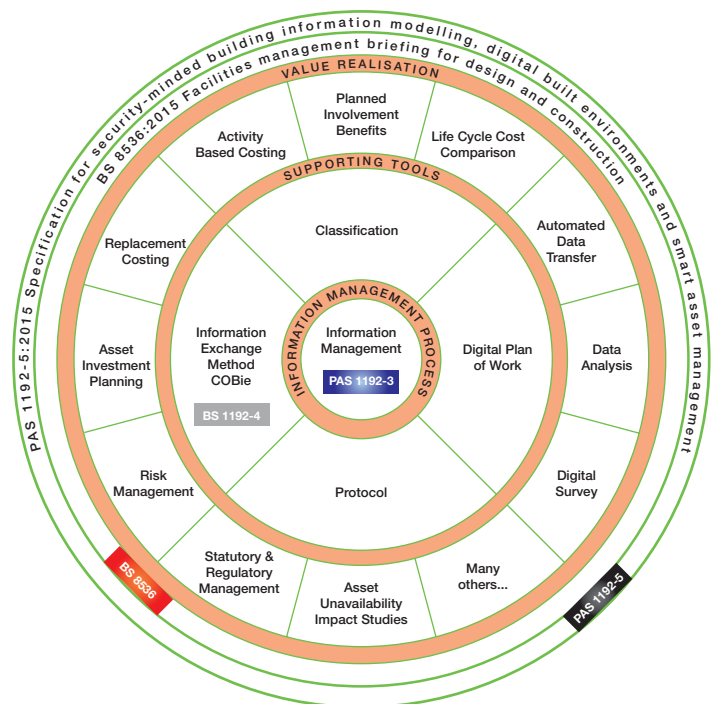 PAS 1192-5:2015 Specification for security-minded building information modelling, digital built environments and smart asset management
BS 8536:2015 Facilities management briefing for design and construction
VALUE REALISATION
Planned
Involvement
Benefits
Life Cycle Cost
Comparison
Automated
Data
Transfer
Data
Analysis
Digital
Survey
Many
others...
Asset
Unavailability
Impact Studies
Statutory &
Regulatory
Management
Risk
Management
Asset
Investment
Planning
Replacement
Costing
Activity
Based Costing
SUPPORTING TOOLS
Classification
Digital Plan
of Work
Protocol
Information
Exchange
Method
COBie
BS 1192-4
INFORMATION MANAGEMENT PROCESS
Information
Management
PAS 1192-3
BS 8536
PAS 1192-5